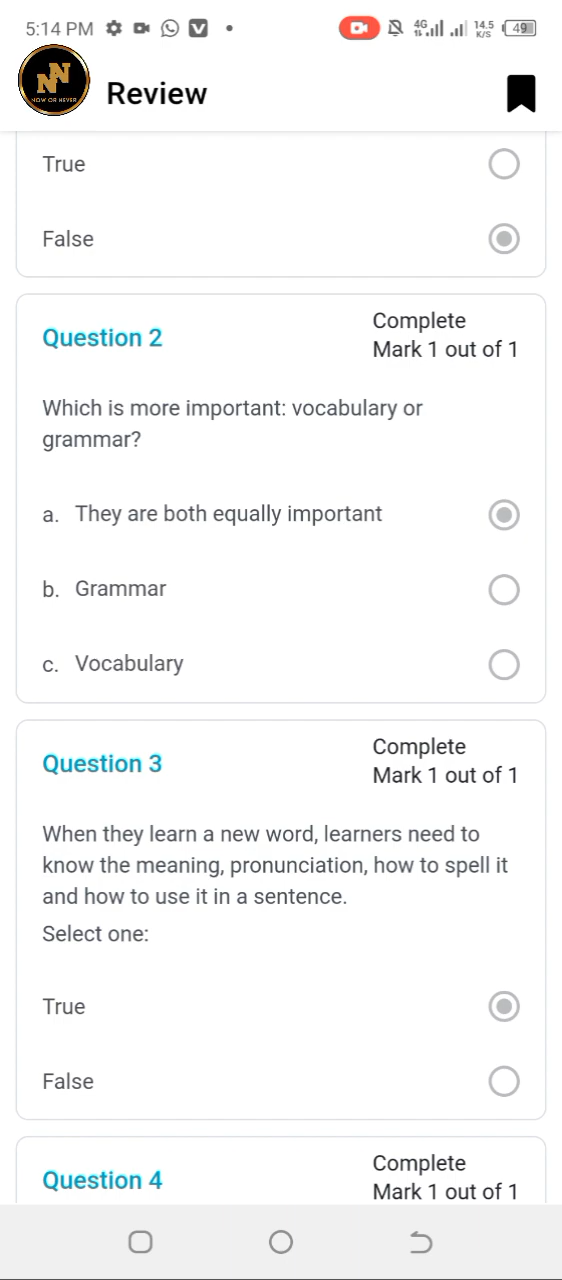 5:14 PM
4G
14.5
K/S
49
NN
NOW OR NEVER
Review
True
False
Question 2
Complete
Mark 1 out of 1
Which is more important: vocabulary or
grammar?
a. They are both equally important
b. Grammar
c. Vocabulary
Question 3
Complete
Mark 1 out of 1
When they learn a new word, learners need to
know the meaning, pronunciation, how to spell it
and how to use it in a sentence.
Select one:
True
False
Question 4
Complete
Mark 1 out of 1